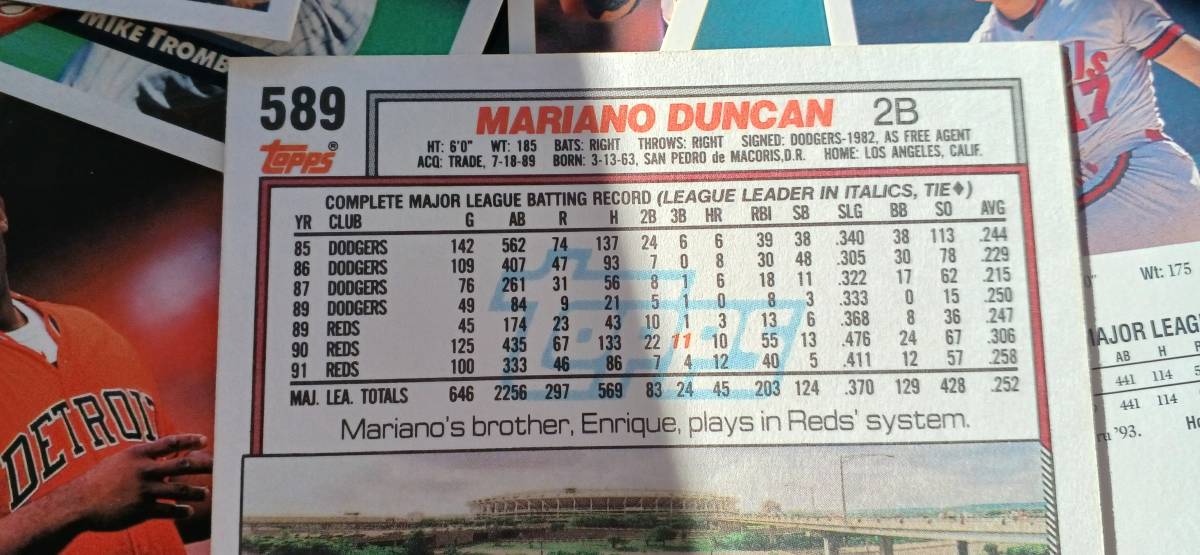 MIKE TROMB
589
Topps®
MARIANO DUNCAN 2B
HT: 6'0" WT: 185 BATS: RIGHT THROWS: RIGHT SIGNED: DODGERS-1982, AS FREE AGENT
ACQ: TRADE, 7-18-89 BORN: 3-13-63, SAN PEDRO de MACORIS, D.R. HOME: LOS ANGELES, CALIF.
COMPLETE MAJOR LEAGUE BATTING RECORD (LEAGUE LEADER IN ITALICS, TIE♦)
YR CLUB G AB R H 2B 3B HR RBI SB SLG BB SO AVG
85 DODGERS 142 562 74 137 24 6 6 39 38 .340 38 113 .244
86 DODGERS 109 407 47 93 7 0 8 30 48 .305 30 78 .229
87 DODGERS 76 261 31 56 8 1 6 18 11 .322 17 62 .215
89 DODGERS 49 84 9 21 5 1 0 8 3 .333 0 15 .250
89 REDS 45 174 23 43 10 1 3 13 6 .368 8 36 .247
90 REDS 125 435 67 133 22 11 10 55 13 .476 24 67 .306
91 REDS 100 333 46 86 7 4 12 40 5 .411 12 57 .258
MAJ. LEA. TOTALS 646 2256 297 569 83 24 45 203 124 .370 129 428 .252
Topps
Mariano's brother, Enrique, plays in Reds' system.
DETROIT
17
Wt: 175
AJOR LEAG
AB H
441 114
441 114
'93.